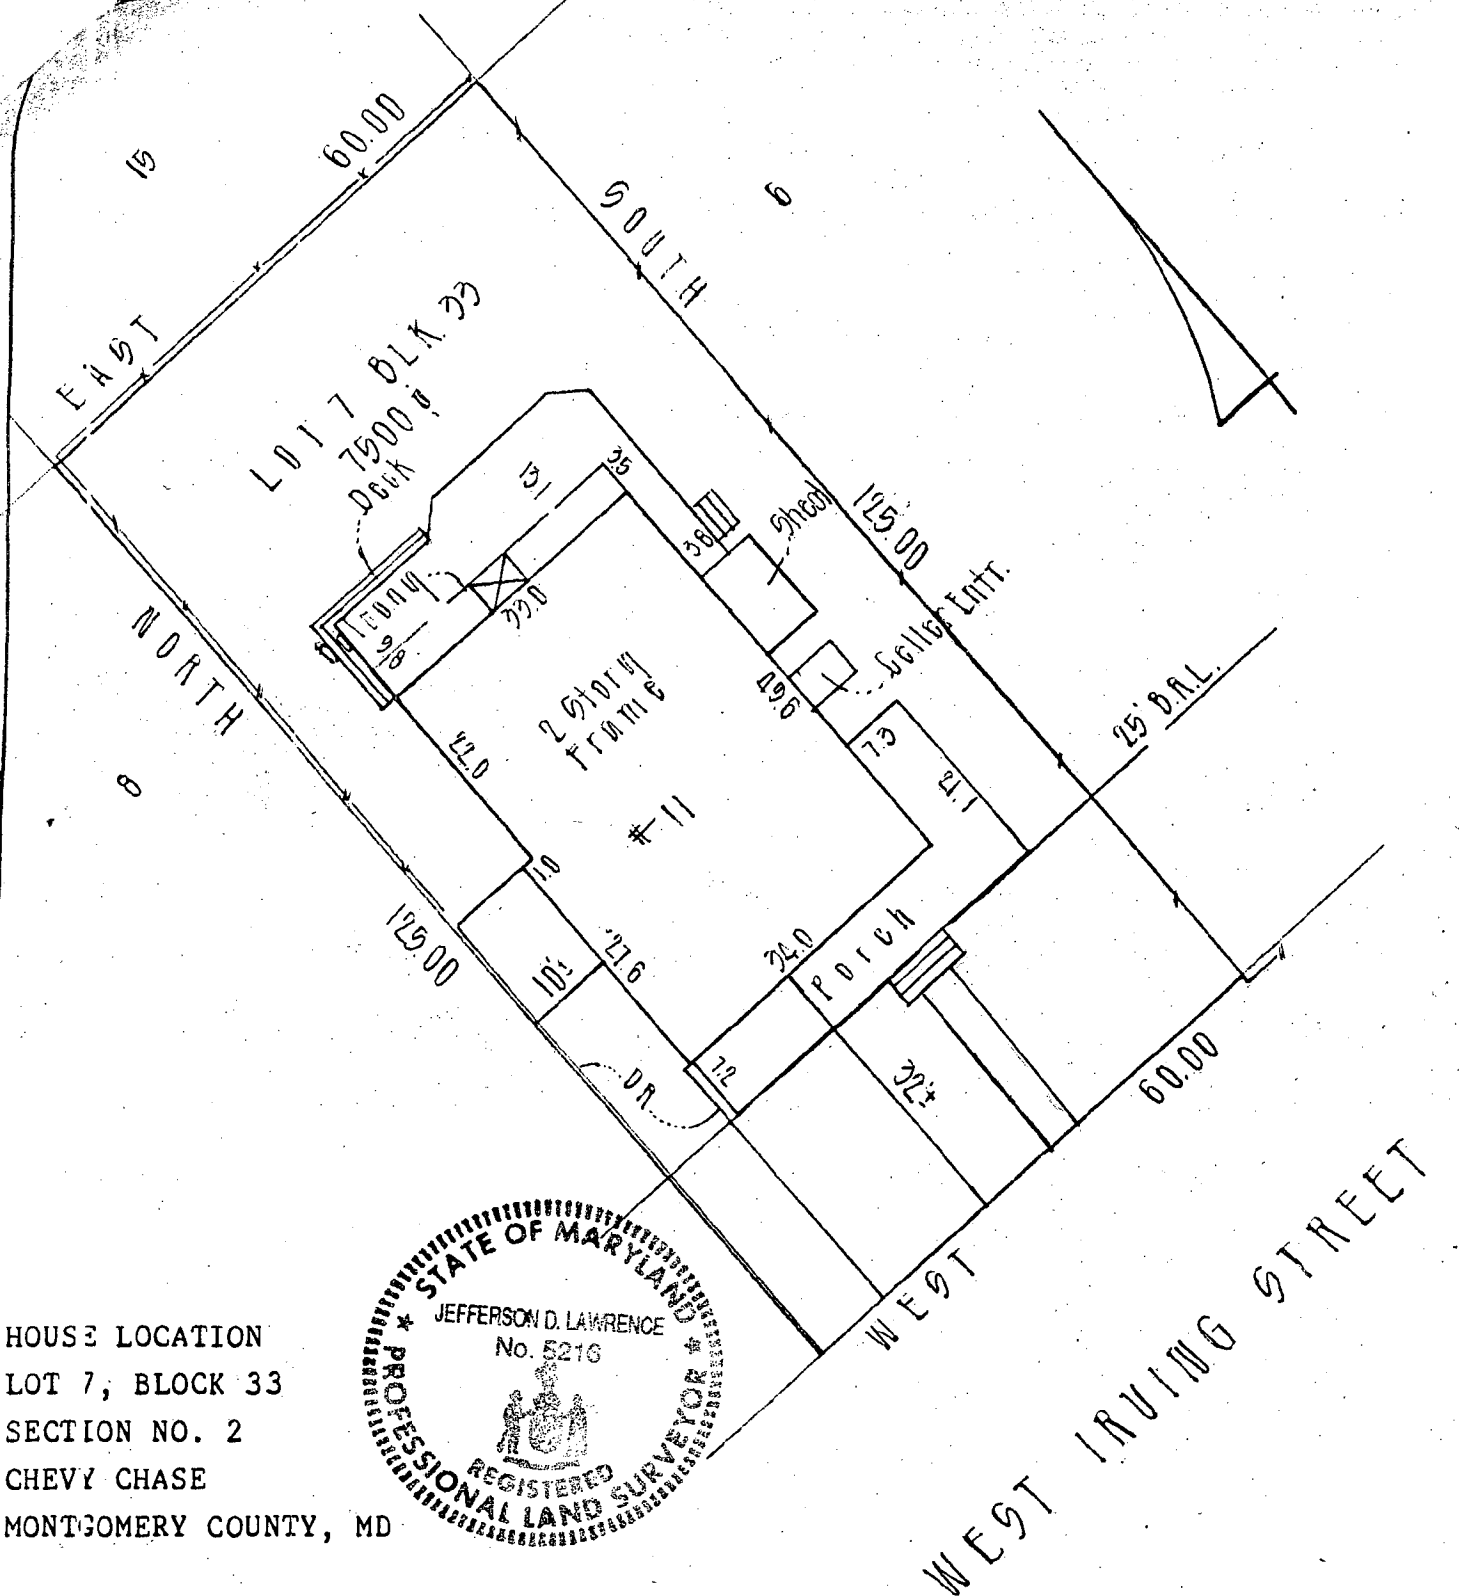 60.00
15
6
SOUTH
EAST
LOT 7 BLK. 33
7500
Deck
13.1
3.5
3.8
Shed
125.00
Cellar Entr.
33.0
9.8
NORTH
2 Story
Frame
49.6
7.3
21.1
25' B.R.L.
22.0
8
# 11
1.0
27.6
34.0
Porch
125.00
10'±
7.2
DR.
32'±
60.00
WEST
WEST IRVING STREET
STATE OF MARYLAND
JEFFERSON D. LAWRENCE
No. 5216
REGISTERED
PROFESSIONAL LAND SURVEYOR
HOUSE LOCATION
LOT 7, BLOCK 33
SECTION NO. 2
CHEVY CHASE
MONTGOMERY COUNTY, MD